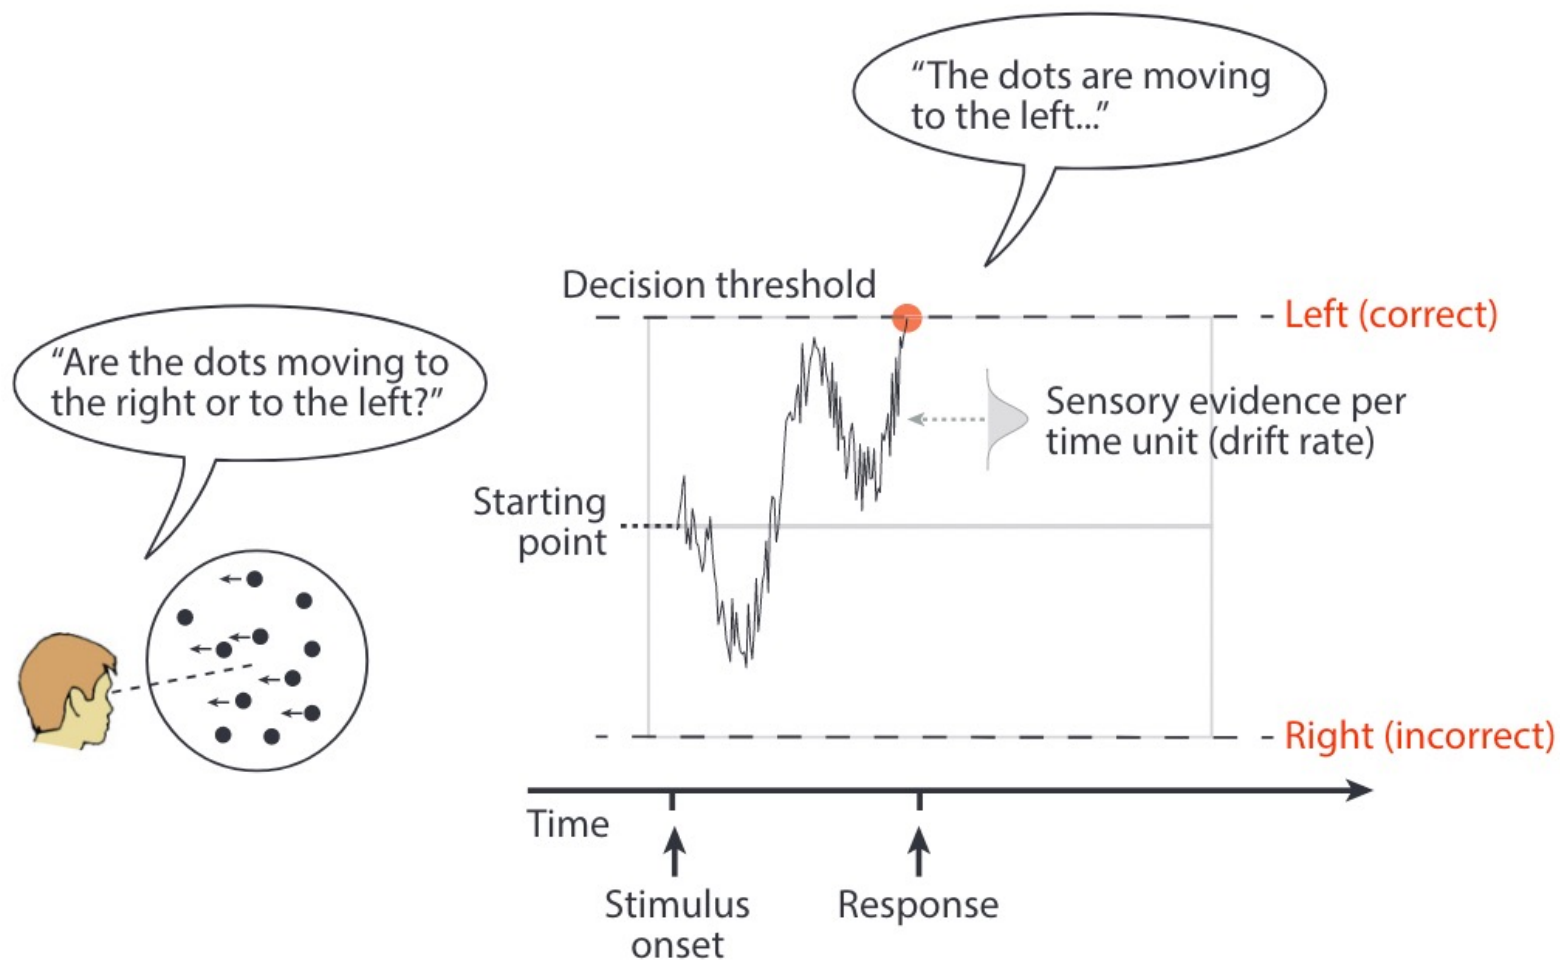 “The dots are moving
to the left...”
Decision threshold
Left (correct)
“Are the dots moving to
the right or to the left?”
Sensory evidence per
time unit (drift rate)
Starting
point
Right (incorrect)
Time
Stimulus
onset
Response